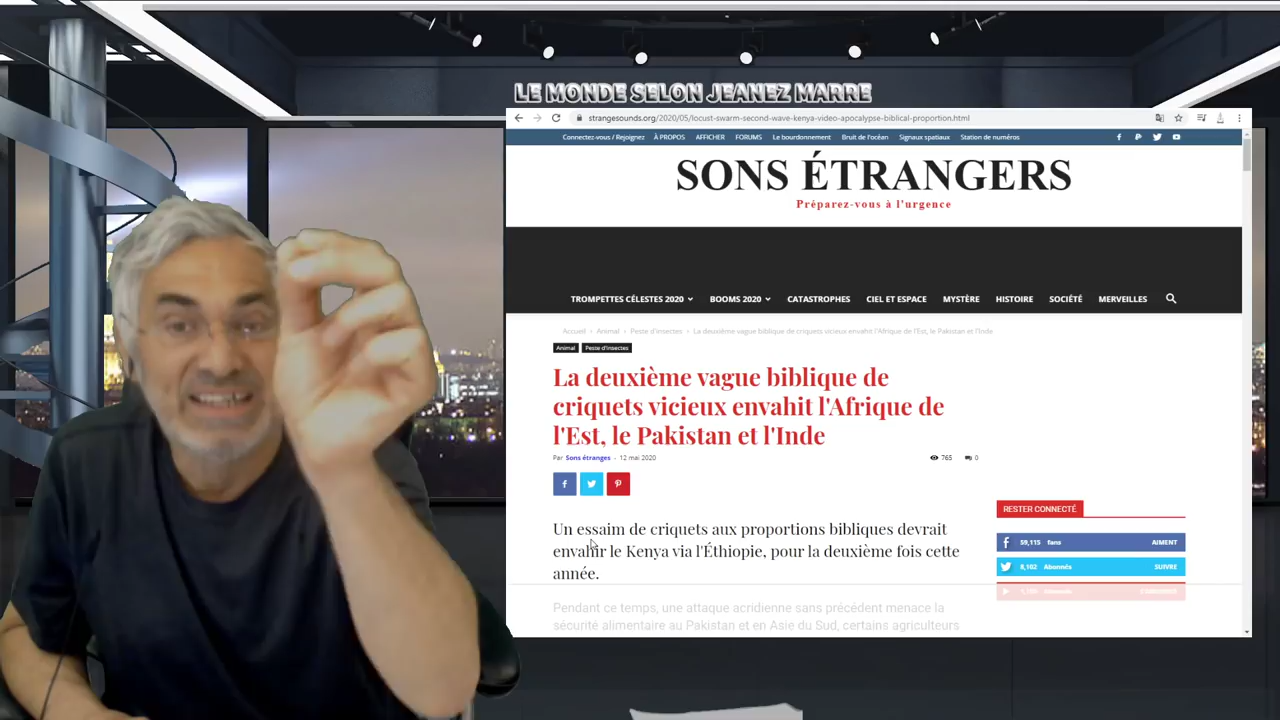 LE MONDE SELON JEANEZ MARRE
strangesounds.org/2020/05/locust-swarm-second-wave-kenya-video-apocalypse-biblical-proportion.html
Connectez-vous / Rejoignez À PROPOS AFFICHER FORUMS Le bourdonnement Bruit de l'océan Signaux spatiaux Station de numéros
SONS ÉTRANGERS
Préparez-vous à l'urgence
TROMPETTES CÉLESTES 2020 BOOMS 2020 CATASTROPHES CIEL ET ESPACE MYSTÈRE HISTOIRE SOCIÉTÉ MERVEILLES
Accueil › Animal › Peste d'insectes › La deuxième vague biblique de criquets vicieux envahit l'Afrique de l'Est, le Pakistan et l'Inde
Animal Peste d'insectes
La deuxième vague biblique de
criquets vicieux envahit l'Afrique de
l'Est, le Pakistan et l'Inde
Par Sons étranges - 12 mai 2020 765 0
RESTER CONNECTÉ
Un essaim de criquets aux proportions bibliques devrait
envahir le Kenya via l'Éthiopie, pour la deuxième fois cette
année.
59,115 fans AIMENT
8,102 Abonnés SUIVRE
Abonnés
Pendant ce temps, une attaque acridienne sans précédent menace la
sécurité alimentaire au Pakistan et en Asie du Sud, certains agriculteurs